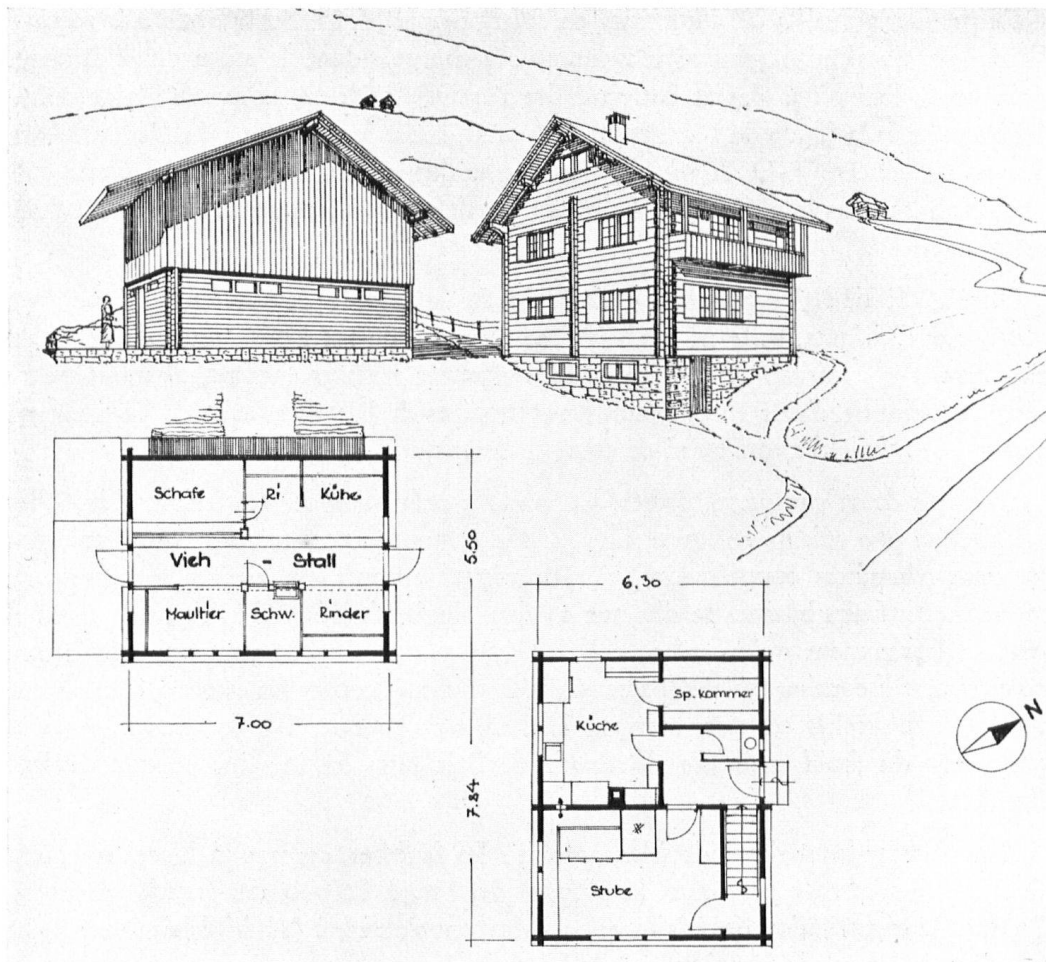 Schafe
Ri.
Kühe
Vieh - Stall
Maultier
Schw.
Rinder
7.00
5.50
7.84
6.30
Küche
Sp. kammer
Stube
N